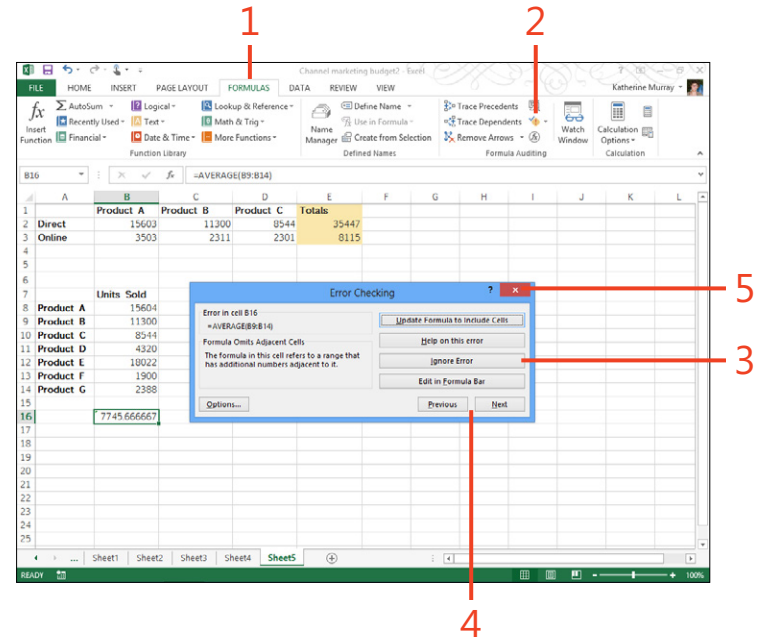 1 2
Channel marketing budget2 - Excel
FILE HOME INSERT PAGE LAYOUT FORMULAS DATA REVIEW VIEW Katherine Murray
fx Insert Function
AutoSum Logical Lookup & Reference
Recently Used Text Math & Trig
Financial Date & Time More Functions
Function Library
Name Manager
Define Name
Use in Formula
Create from Selection
Defined Names
Trace Precedents
Trace Dependents
Remove Arrows
Formula Auditing
Watch Window
Calculation Options
Calculation
B16 fx =AVERAGE(B9:B14)
A B C D E F G H I J K L
1 Product A Product B Product C Totals
2 Direct 15603 11300 8544 35447
3 Online 3503 2311 2301 8115
4
5
6
7 Units Sold
8 Product A 15604
9 Product B 11300
10 Product C 8544
11 Product D 4320
12 Product E 18022
13 Product F 1900
14 Product G 2388
15
16 7745.666667
17
18
19
20
21
22
23
24
25
Error Checking ? x
Error in cell B16
=AVERAGE(B9:B14)
Formula Omits Adjacent Cells
The formula in this cell refers to a range that
has additional numbers adjacent to it.
Update Formula to Include Cells
Help on this error
Ignore Error
Edit in Formula Bar
Options... Previous Next
5
3
... Sheet1 Sheet2 Sheet3 Sheet4 Sheet5
READY 100%
4